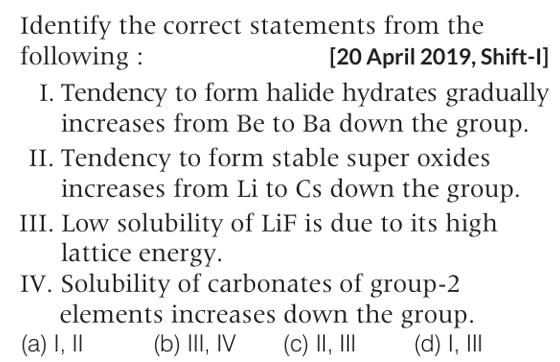 Identify the correct statements from the
following : [20 April 2019, Shift-I]
I. Tendency to form halide hydrates gradually
increases from Be to Ba down the group.
II. Tendency to form stable super oxides
increases from Li to Cs down the group.
III. Low solubility of LiF is due to its high
lattice energy.
IV. Solubility of carbonates of group-2
elements increases down the group.
(a) I, II (b) III, IV (c) II, III (d) I, III